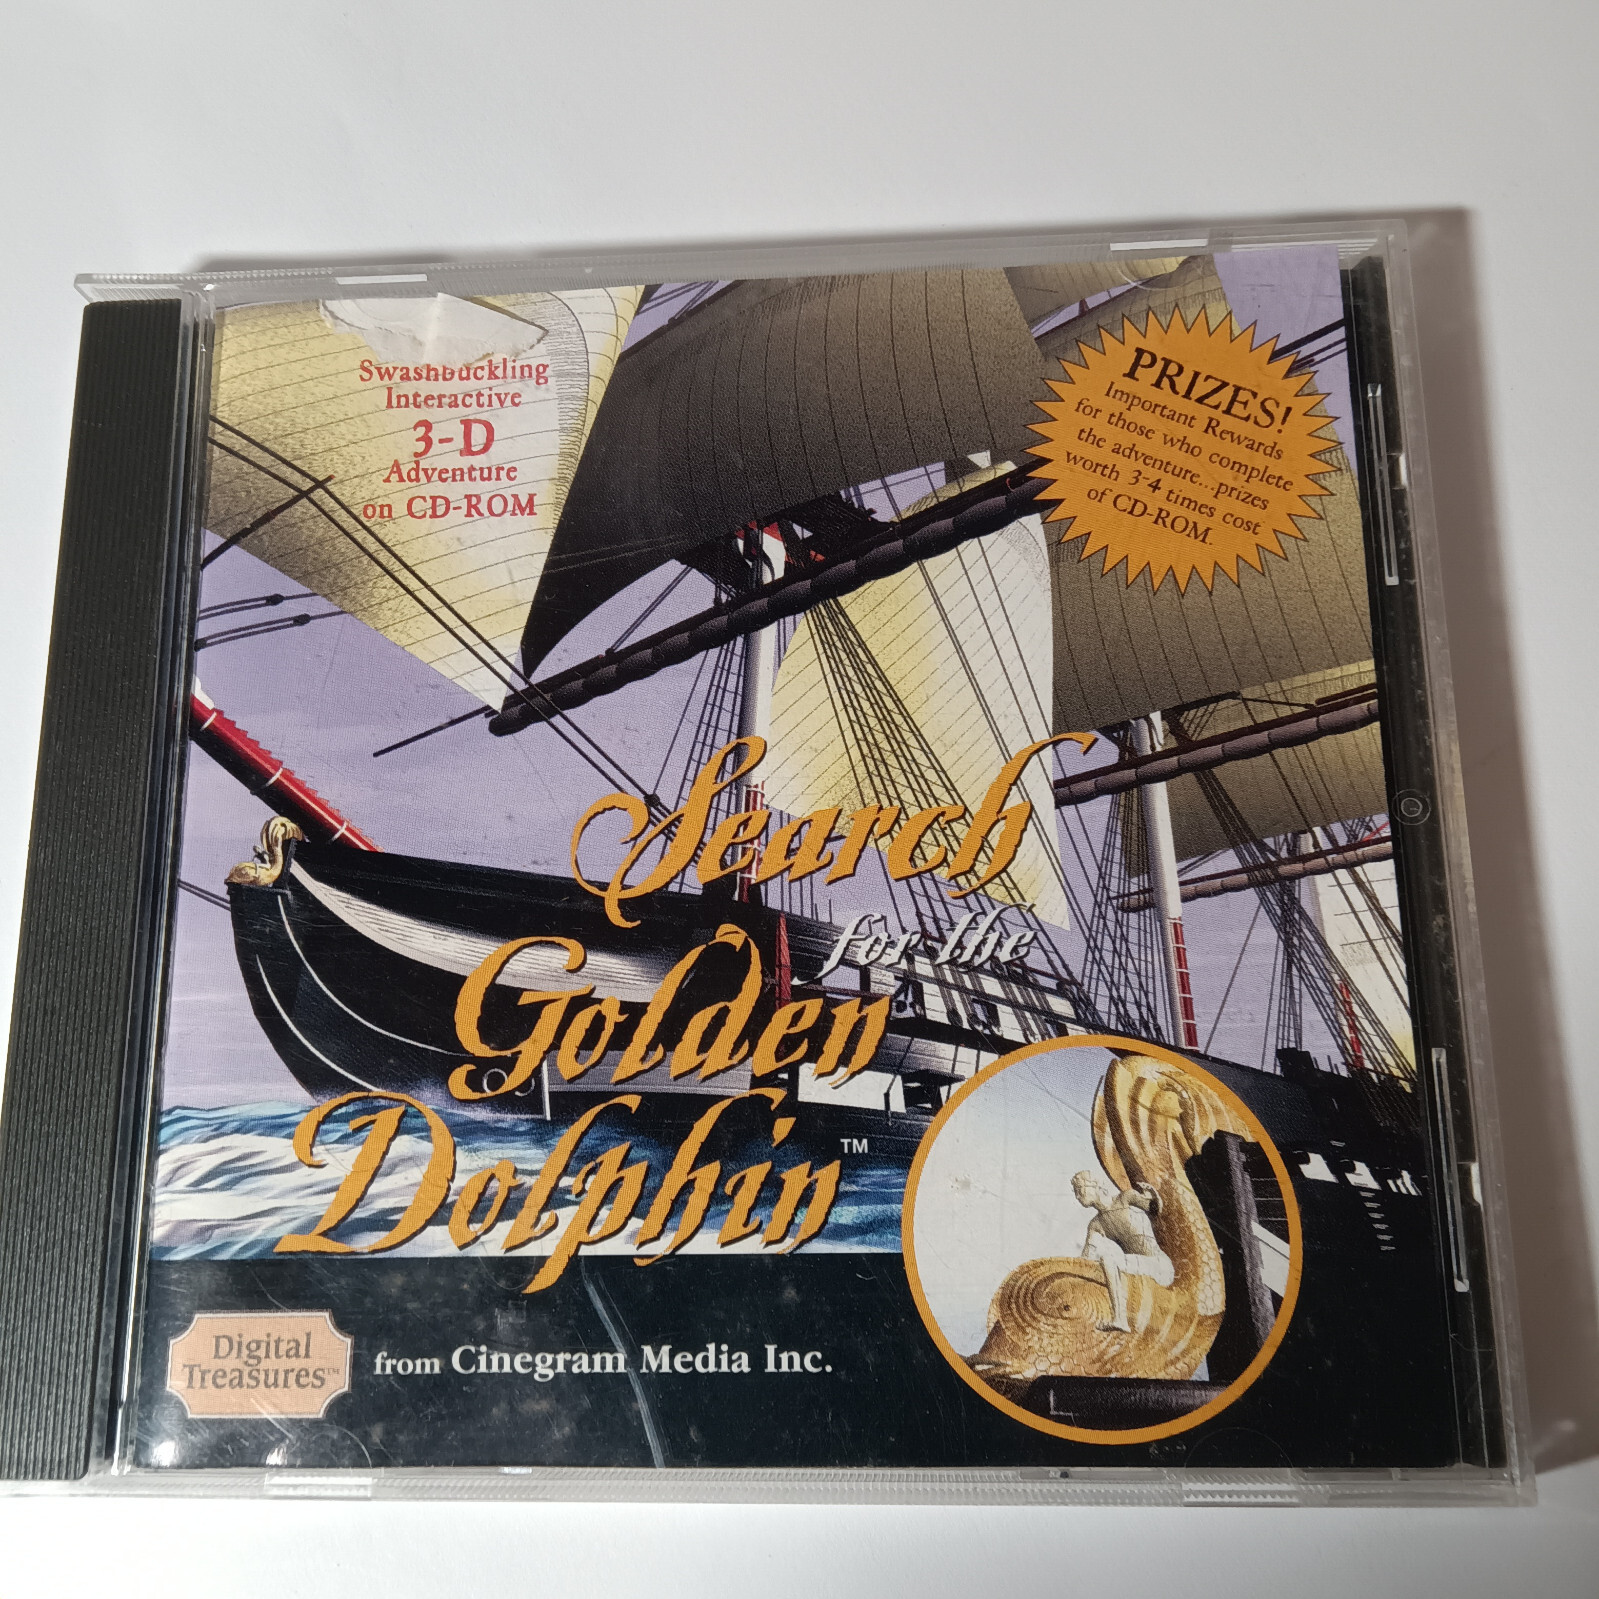 Swashbuckling
Interactive
3-D
Adventure
on CD-ROM
PRIZES!
Important Rewards
for those who complete
the adventure...prizes
worth 3-4 times cost
of CD-ROM.
Search
for the
Golden
Dolphin™
Digital
Treasures™
from Cinegram Media Inc.